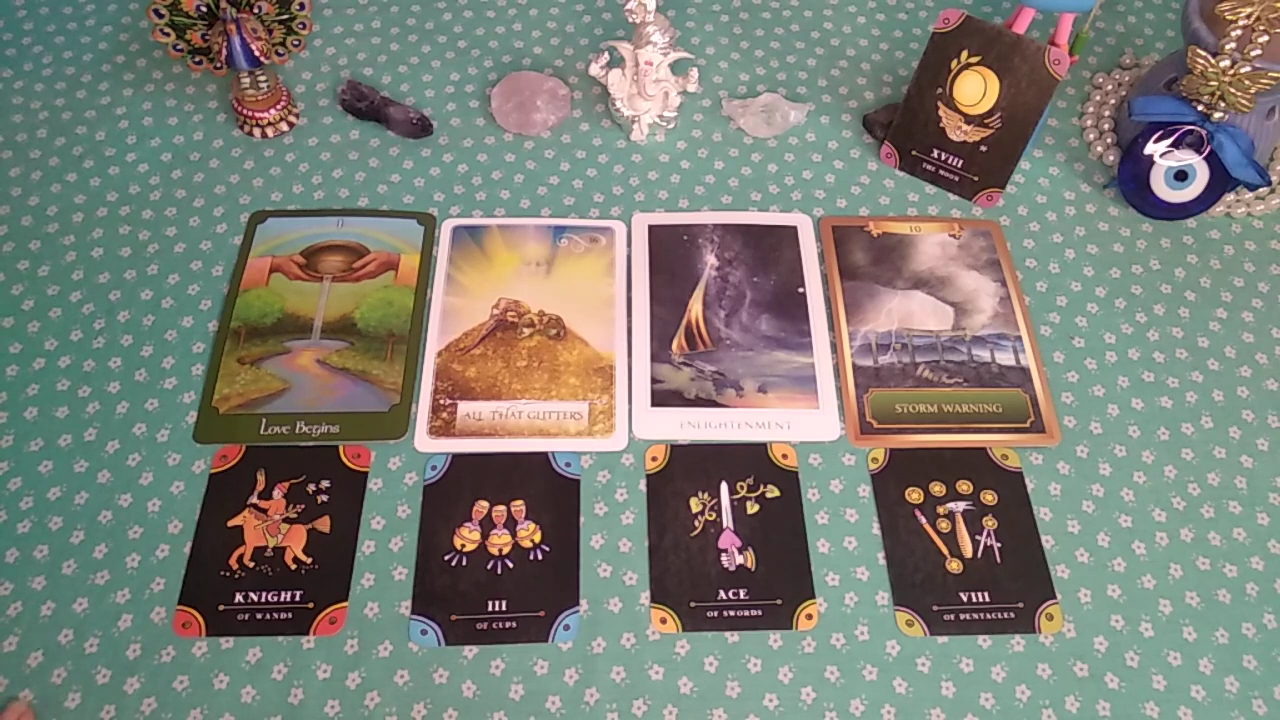 XVIII
THE MOON
Love Begins
36
ALL THAT GLITTERS
ENLIGHTENMENT
10
STORM WARNING
KNIGHT
OF WANDS
III
OF CUPS
ACE
OF SWORDS
VIII
OF PENTACLES